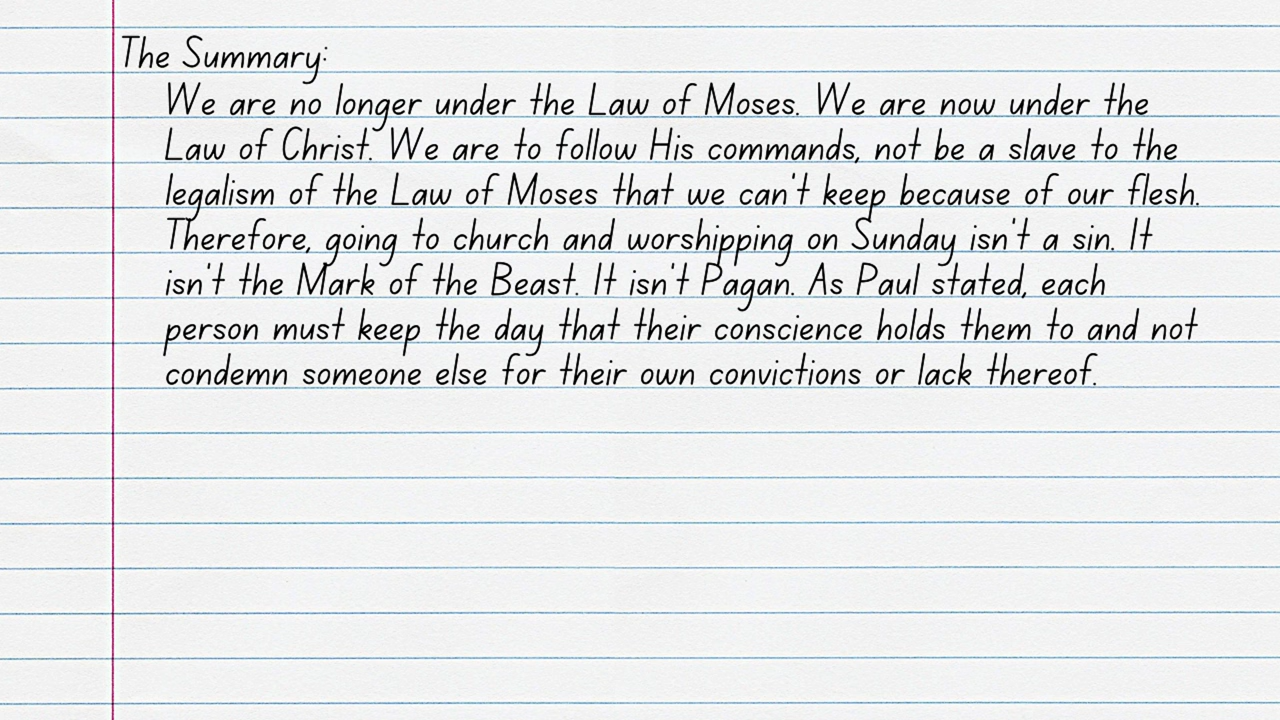 The Summary:
We are no longer under the Law of Moses. We are now under the
Law of Christ. We are to follow His commands, not be a slave to the
legalism of the Law of Moses that we can't keep because of our flesh.
Therefore, going to church and worshipping on Sunday isn't a sin. It
isn't the Mark of the Beast. It isn't Pagan. As Paul stated, each
person must keep the day that their conscience holds them to and not
condemn someone else for their own convictions or lack thereof.